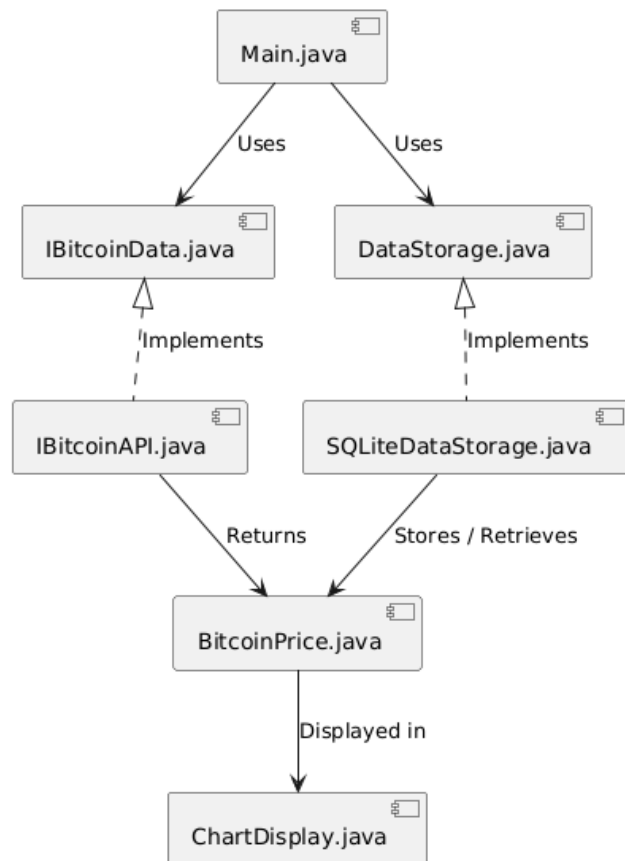 Main.java
Uses
Uses
IBitcoinData.java
DataStorage.java
Implements
Implements
IBitcoinAPI.java
SQLiteDataStorage.java
Returns
Stores / Retrieves
BitcoinPrice.java
Displayed in
ChartDisplay.java